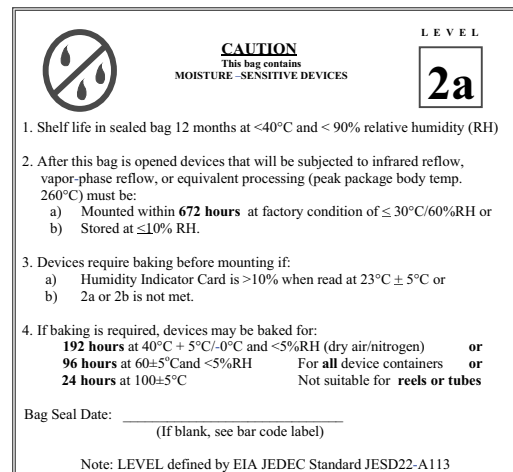 LEVEL
CAUTION
This bag contains
MOISTURE –SENSITIVE DEVICES
2a
1. Shelf life in sealed bag 12 months at <40°C and < 90% relative humidity (RH)
2. After this bag is opened devices that will be subjected to infrared reflow,
vapor-phase reflow, or equivalent processing (peak package body temp.
260°C) must be:
a) Mounted within 672 hours at factory condition of ≤ 30°C/60%RH or
b) Stored at ≤10% RH.
3. Devices require baking before mounting if:
a) Humidity Indicator Card is >10% when read at 23°C ± 5°C or
b) 2a or 2b is not met.
4. If baking is required, devices may be baked for:
192 hours at 40°C + 5°C/-0°C and <5%RH (dry air/nitrogen) or
96 hours at 60±5°Cand <5%RH For all device containers or
24 hours at 100±5°C Not suitable for reels or tubes
Bag Seal Date: ______________________________
(If blank, see bar code label)
Note: LEVEL defined by EIA JEDEC Standard JESD22-A113